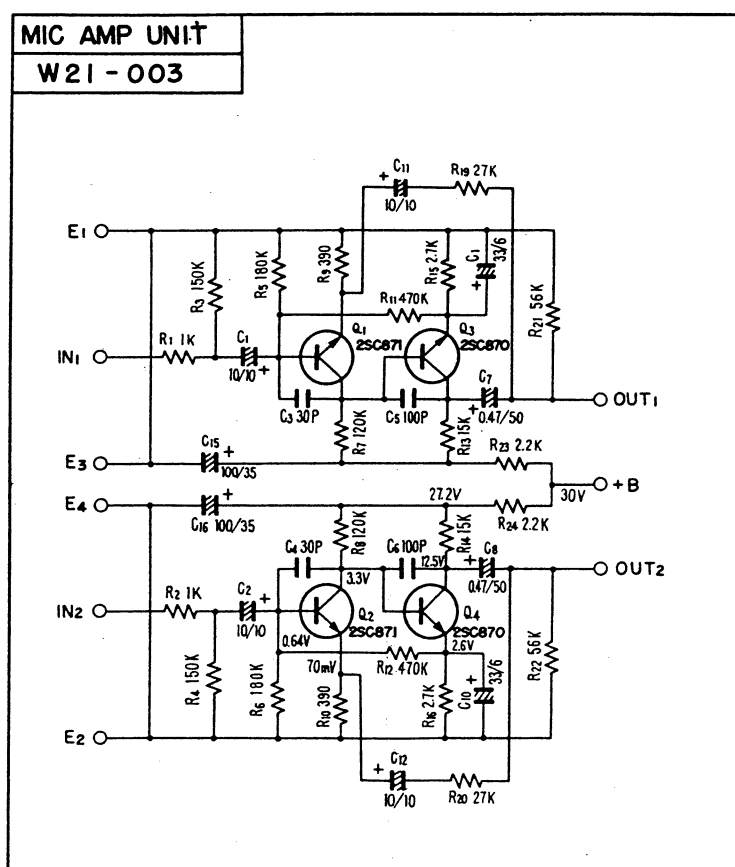 MIC AMP UNIT
W21-003
C11
+
10/10
R19 27K
E1
R3 150K
R5 180K
R9 390
R15 2.7K
C1
+
33/6
R11 470K
R21 56K
Q1
2SC871
Q3
2SC870
IN1
R1 1K
C1
10/10
+
C3 30P
C5 100P
C7
+
0.47/50
OUT1
R7 120K
R13 15K
R23 2.2K
E3
C15
+
100/35
+B
30V
E4
+
C16 100/35
27.2V
R24 2.2K
R8 120K
R14 15K
C4 30P
C6 100P
12.5V
C8
+
0.47/50
OUT2
3.3V
IN2
R2 1K
C2
10/10
+
0.64V
Q2
2SC871
Q4
2SC870
2.6V
70mV
R12 470K
R4 150K
R6 180K
R10 390
R16 2.7K
C10
+
33/6
R22 56K
E2
C12
+
10/10
R20 27K